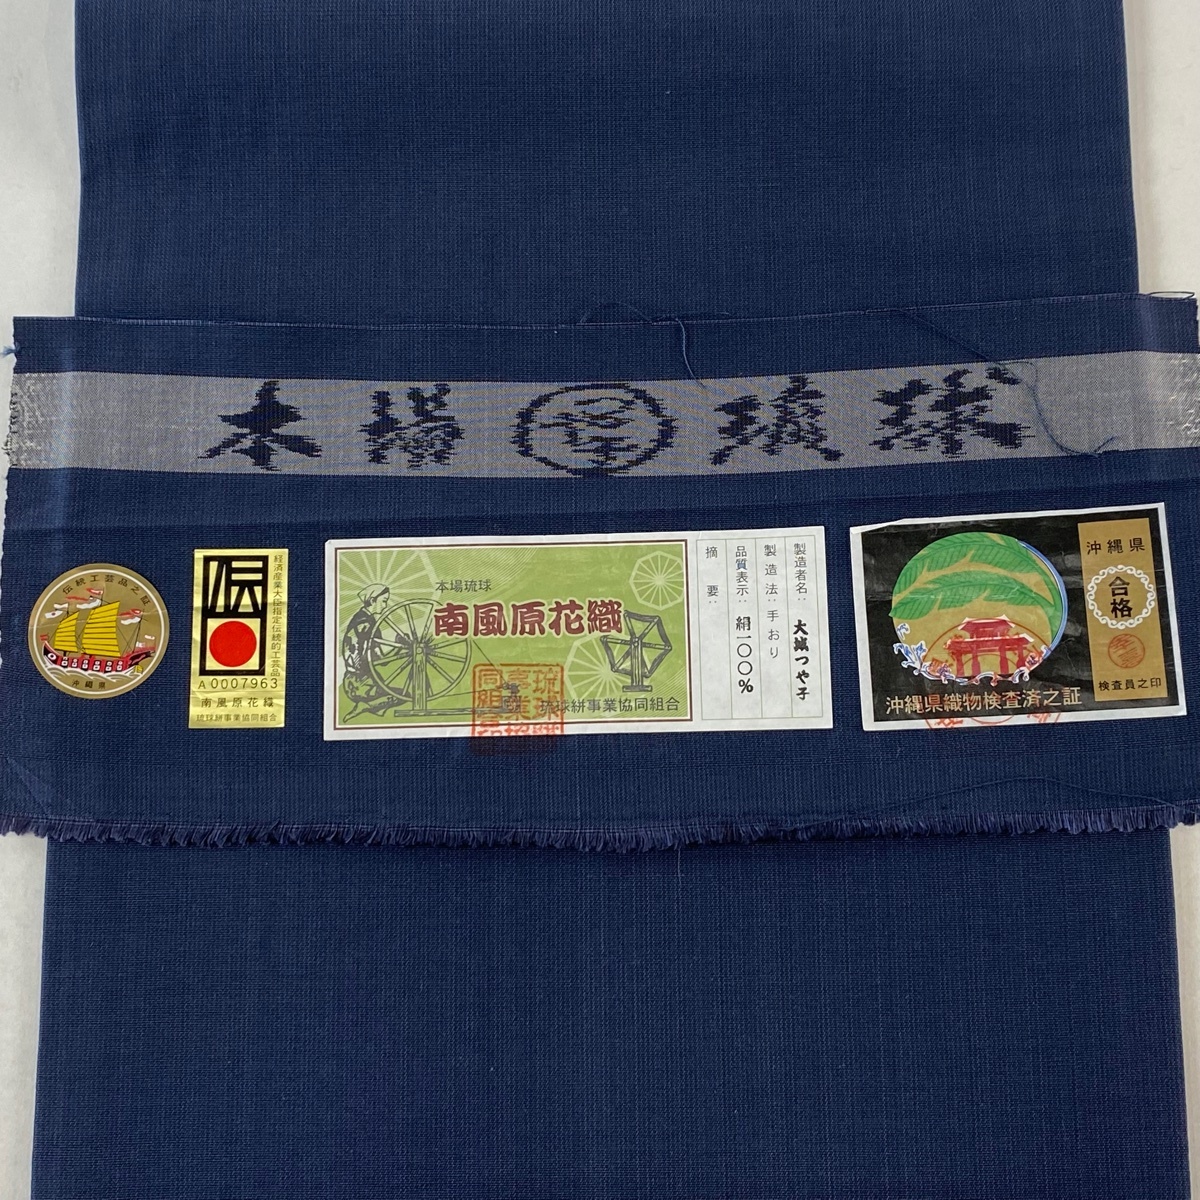 本場 琉球
伝統工芸品之証
沖縄県
経済産業大臣指定伝統的工芸品
伝
A0007963
南風原花織
琉球絣事業協同組合
本場琉球
南風原花織
琉球絣事業協同組合
製造者名: 大城つや子
製造法: 手おり
品質表示: 絹一〇〇%
摘要:
沖縄県
合格
検査員之印
沖縄県織物検査済之証